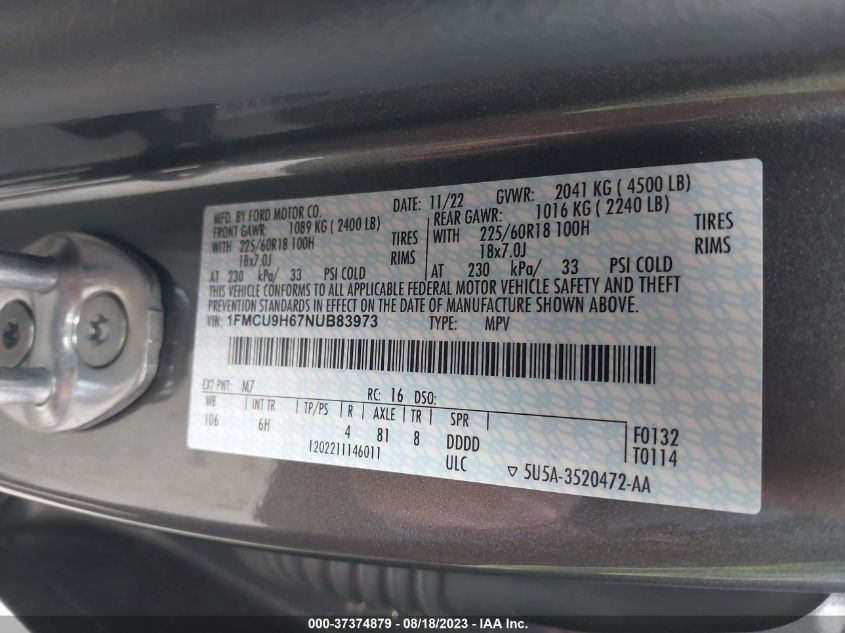 MFD. BY FORD MOTOR CO. DATE: 11/22 GVWR: 2041 KG ( 4500 LB)
FRONT GAWR: 1089 KG ( 2400 LB) REAR GAWR: 1016 KG ( 2240 LB)
WITH 225/60R18 100H TIRES WITH 225/60R18 100H TIRES
18x7.0J RIMS 18x7.0J RIMS
AT 230 kPa/ 33 PSI COLD AT 230 kPa/ 33 PSI COLD
THIS VEHICLE CONFORMS TO ALL APPLICABLE FEDERAL MOTOR VEHICLE SAFETY AND THEFT
PREVENTION STANDARDS IN EFFECT ON THE DATE OF MANUFACTURE SHOWN ABOVE.
VIN: 1FMCU9H67NUB83973 TYPE: MPV
EXT PNT: M7 RC: 16 DSO:
WB INT TR TP/PS R AXLE TR SPR
106 6H 4 81 8 DDDD F0132
1202211146011 ULC T0114
▽ 5U5A-3520472-AA
000-37374879 / 08/18/2023 - IAA Inc.